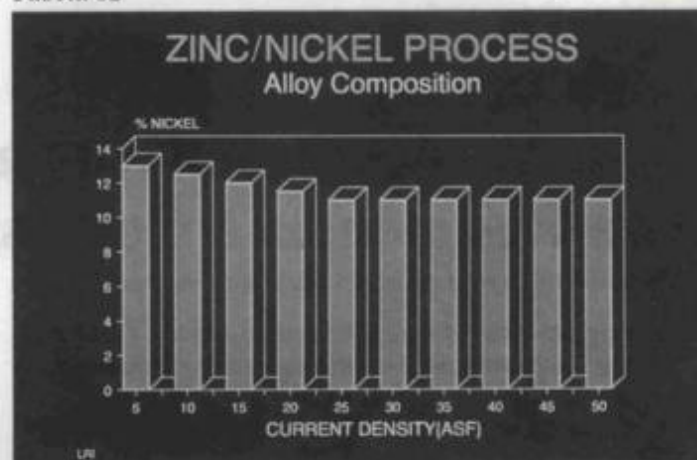 ZINC/NICKEL PROCESS
Alloy Composition
% NICKEL
14
12
10
8
6
4
2
0
5 10 15 20 25 30 35 40 45 50
CURRENT DENSITY(ASF)